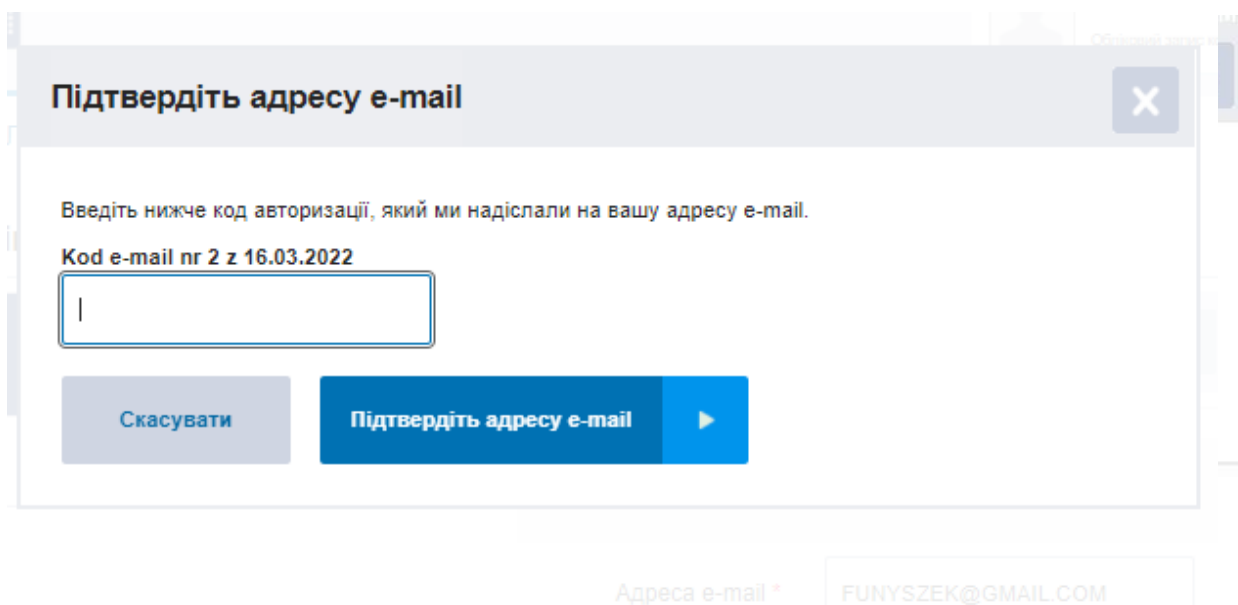 Підтвердіть адресу e-mail
Введіть нижче код авторизації, який ми надіслали на вашу адресу e-mail.
Kod e-mail nr 2 z 16.03.2022
Скасувати
Підтвердіть адресу e-mail
Адреса e-mail *
FUNYSZEK@GMAIL.COM